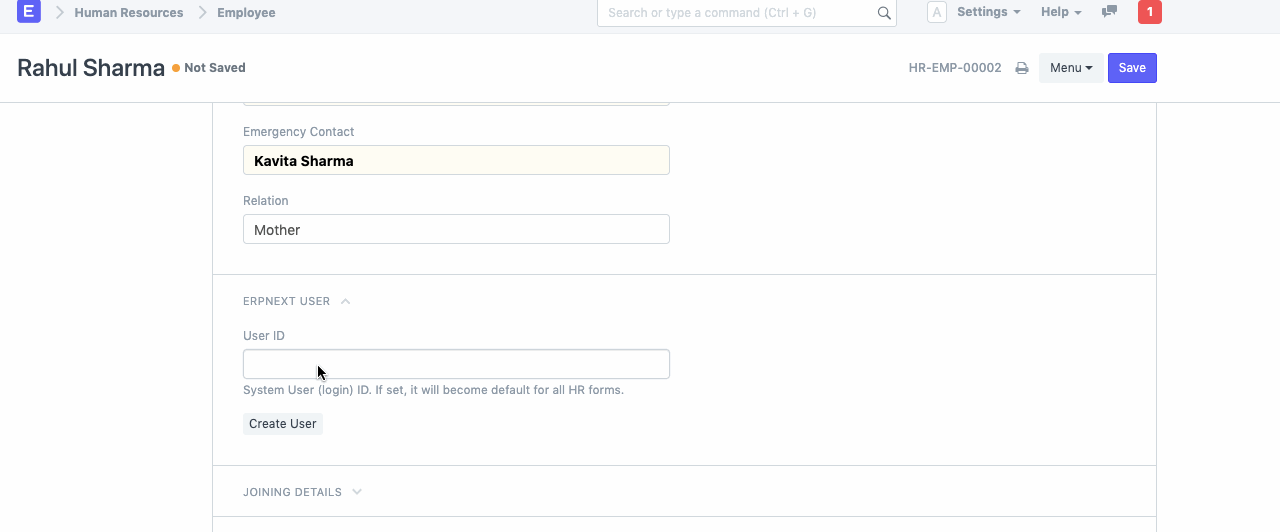 E Human Resources Employee Search or type a command (Ctrl + G) A Settings Help 1
Rahul Sharma Not Saved HR-EMP-00002 Menu Save
Emergency Contact
Kavita Sharma
Relation
Mother
ERPNEXT USER
User ID
System User (login) ID. If set, it will become default for all HR forms.
Create User
JOINING DETAILS